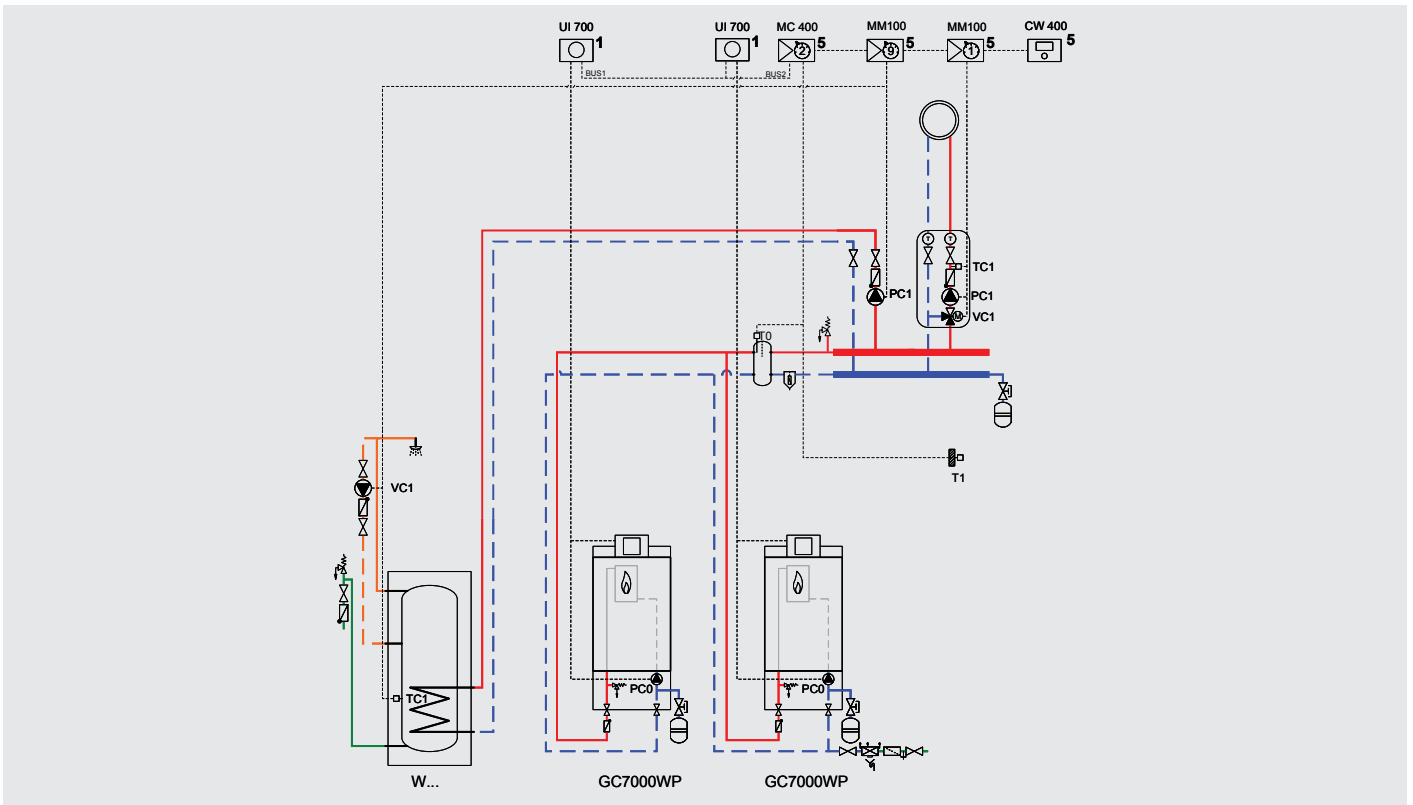 UI 700
1
UI 700
1
MC 400
5
2
MM100
5
9
MM100
5
1
CW 400
5
BUS1
BUS2
T
T
TC1
PC1
PC1
M
VC1
T0
T1
VC1
TC1
PC0
PC0
W...
GC7000WP
GC7000WP